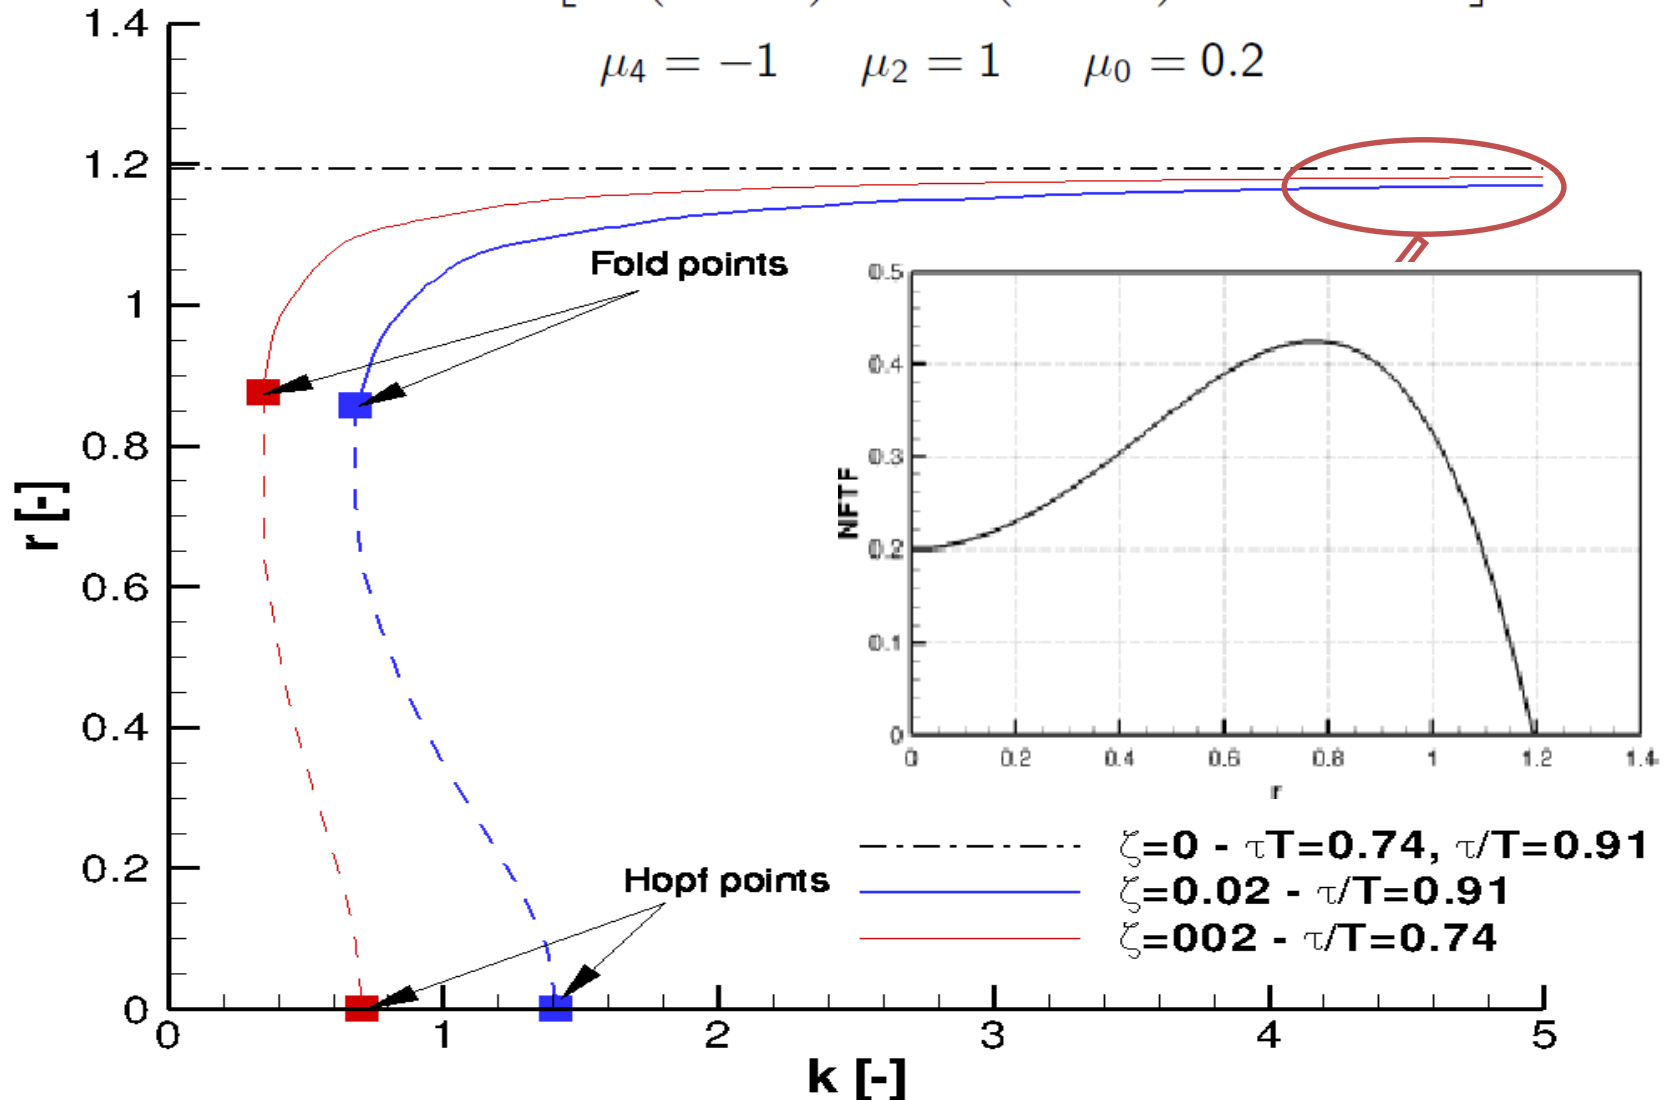 [ ( ) ( ) ]
μ₄ = −1 μ₂ = 1 μ₀ = 0.2
1.4
1.2
1
0.8
0.6
0.4
0.2
0
r [-]
Fold points
Hopf points
0 1 2 3 4 5
k [-]
0.5
0.4
0.3
0.2
0.1
0
NFTF
0 0.2 0.4 0.6 0.8 1 1.2 1.4
r
ζ=0 - τT=0.74, τ/T=0.91
ζ=0.02 - τ/T=0.91
ζ=002 - τ/T=0.74